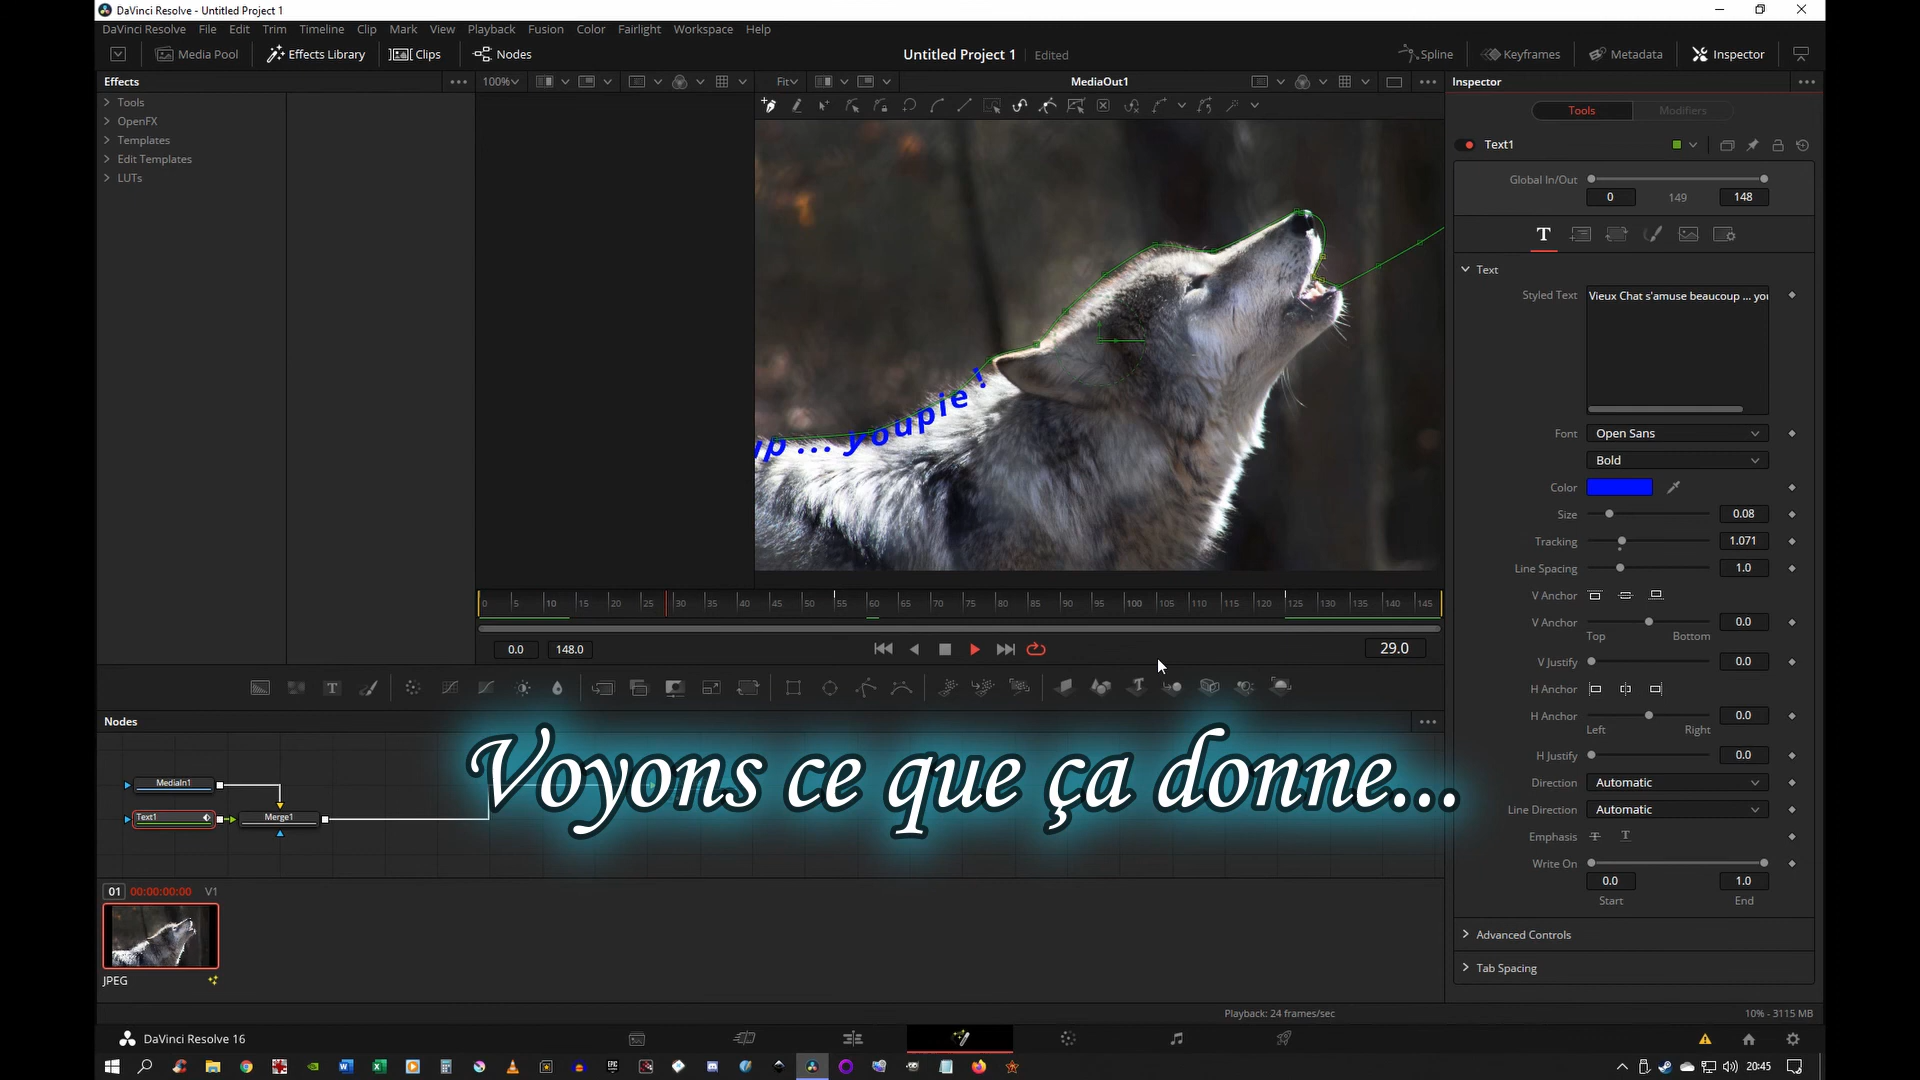 DaVinci Resolve - Untitled Project 1
DaVinci Resolve File Edit Trim Timeline Clip Mark View Playback Fusion Color Fairlight Workspace Help
Media Pool Effects Library Clips Nodes Untitled Project 1 Edited Spline Keyframes Metadata Inspector
Effects 100% Fit MediaOut1 Inspector
Tools
OpenFX
Templates
Edit Templates
LUTs
up ... youpie !
0 5 10 15 20 25 30 35 40 45 50 55 60 65 70 75 80 85 90 95 100 105 110 115 120 125 130 135 140 145
0.0 148.0 29.0
Tools Modifiers
Text1
Global In/Out
0 149 148
Text
Styled Text Vieux Chat s'amuse beaucoup ... you
Font Open Sans
Bold
Color
Size 0.08
Tracking 1.071
Line Spacing 1.0
V Anchor
V Anchor 0.0
Top Bottom
V Justify 0.0
H Anchor
H Anchor 0.0
Left Right
H Justify 0.0
Direction Automatic
Line Direction Automatic
Emphasis
Write On
0.0 1.0
Start End
Advanced Controls
Tab Spacing
Nodes
MediaIn1
Text1
Merge1
Voyons ce que ça donne...
01 00:00:00:00 V1
JPEG
Playback: 24 frames/sec 10% - 3115 MB
DaVinci Resolve 16
20:45